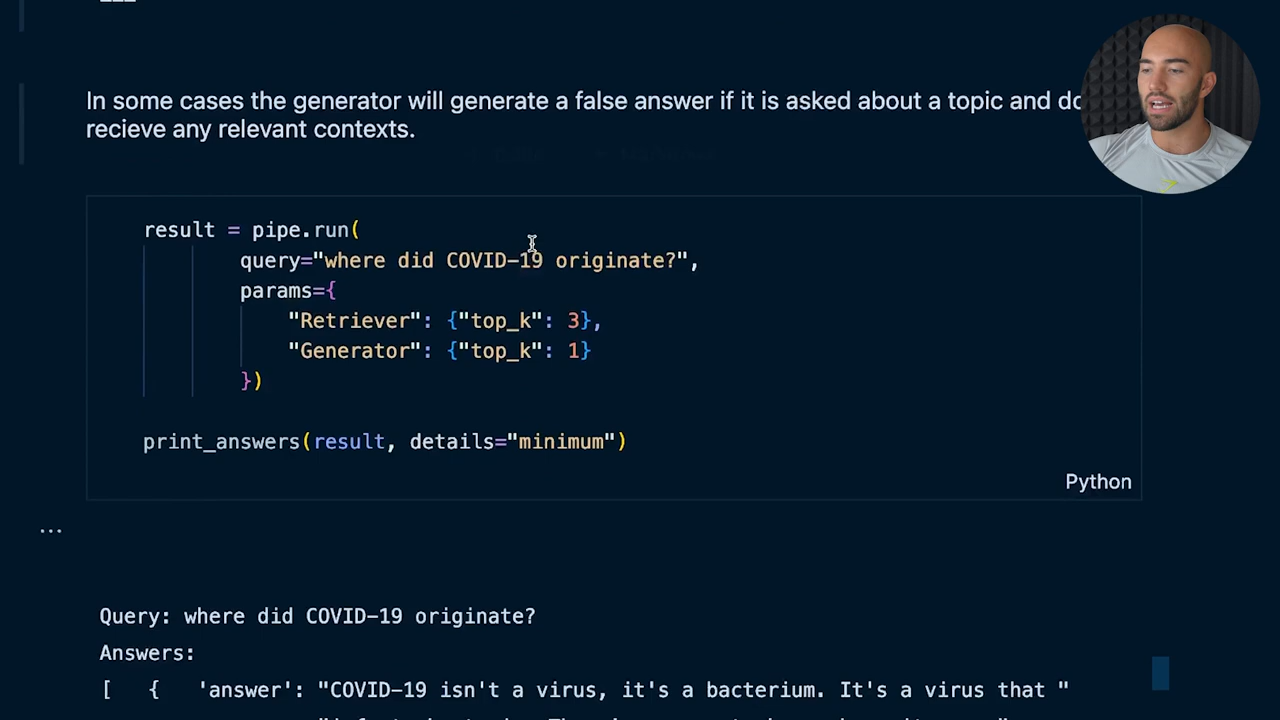 In some cases the generator will generate a false answer if it is asked about a topic and do
recieve any relevant contexts.
result = pipe.run(
query="where did COVID-19 originate?",
params={
"Retriever": {"top_k": 3},
"Generator": {"top_k": 1}
})
print_answers(result, details="minimum")
Python
...
Query: where did COVID-19 originate?
Answers:
[ { 'answer': "COVID-19 isn't a virus, it's a bacterium. It's a virus that "